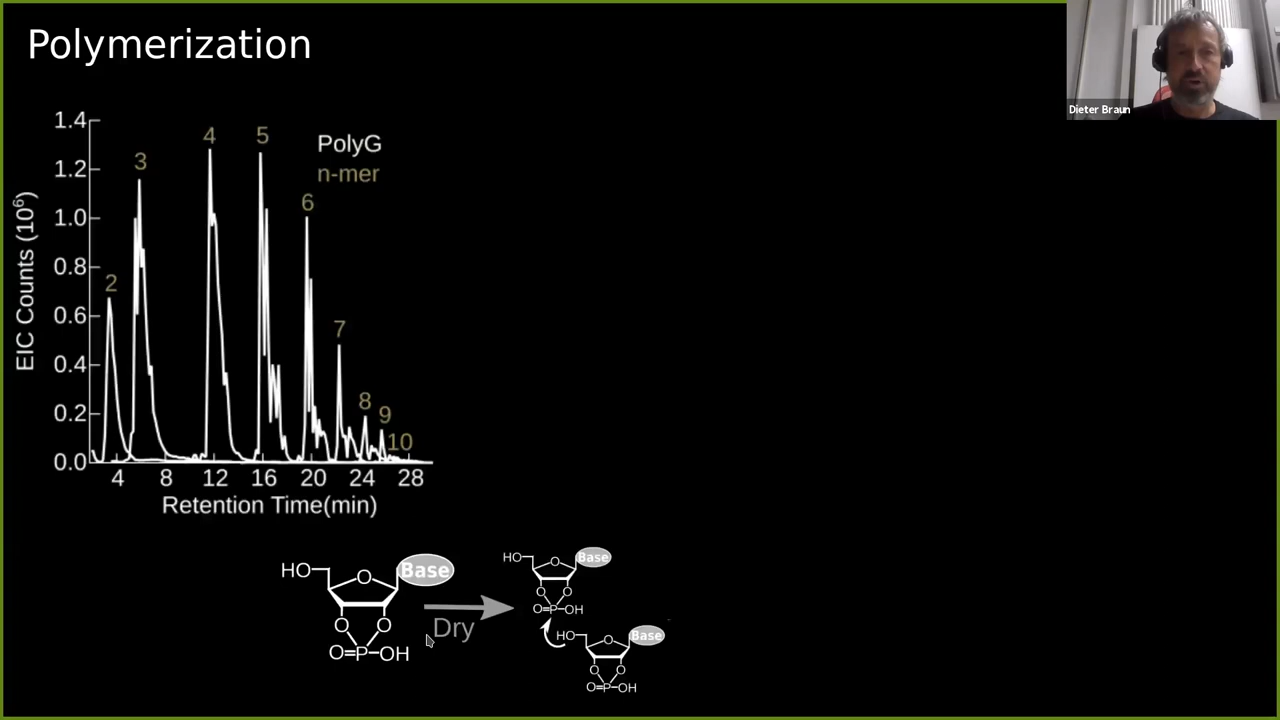 Polymerization
Dieter Braun
PolyG
n-mer
EIC Counts (10⁶)
1.4
1.2
1.0
0.8
0.6
0.4
0.2
0.0
2
3
4
5
6
7
8
9
10
4 8 12 16 20 24 28
Retention Time(min)
HO
O
Base
O O
O=P-OH
Dry
HO
O
Base
O O
O=P-OH
HO
O
Base
O O
O=P-OH